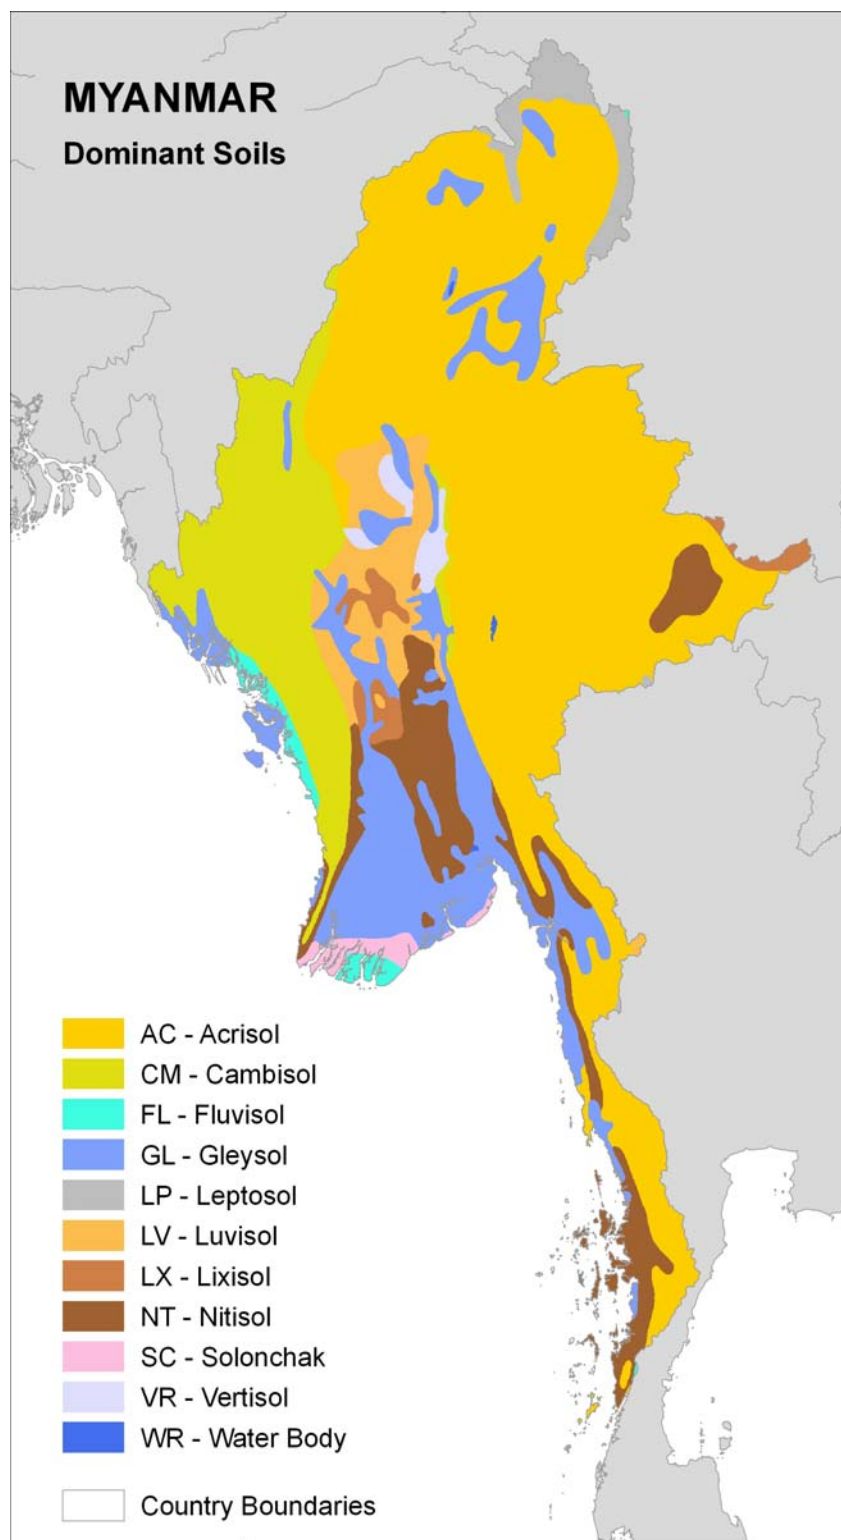 MYANMAR
Dominant Soils
AC - Acrisol
CM - Cambisol
FL - Fluvisol
GL - Gleysol
LP - Leptosol
LV - Luvisol
LX - Lixisol
NT - Nitisol
SC - Solonchak
VR - Vertisol
WR - Water Body
Country Boundaries